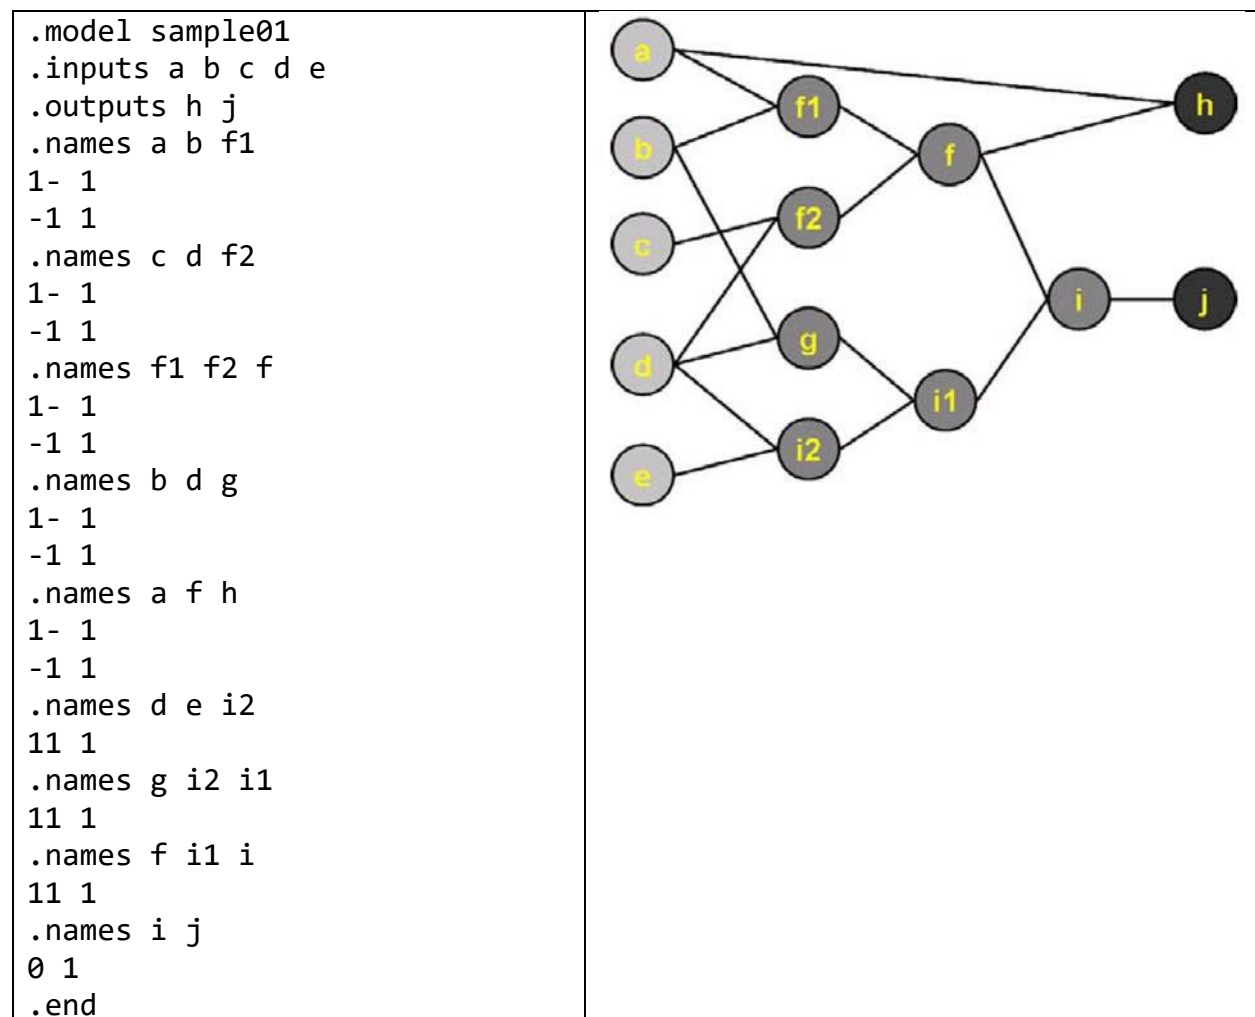 .model sample01
.inputs a b c d e
.outputs h j
.names a b f1
1- 1
-1 1
.names c d f2
1- 1
-1 1
.names f1 f2 f
1- 1
-1 1
.names b d g
1- 1
-1 1
.names a f h
1- 1
-1 1
.names d e i2
11 1
.names g i2 i1
11 1
.names f i1 i
11 1
.names i j
0 1
.end
a
f1
h
b
f
f2
c
i
j
g
d
i1
i2
e